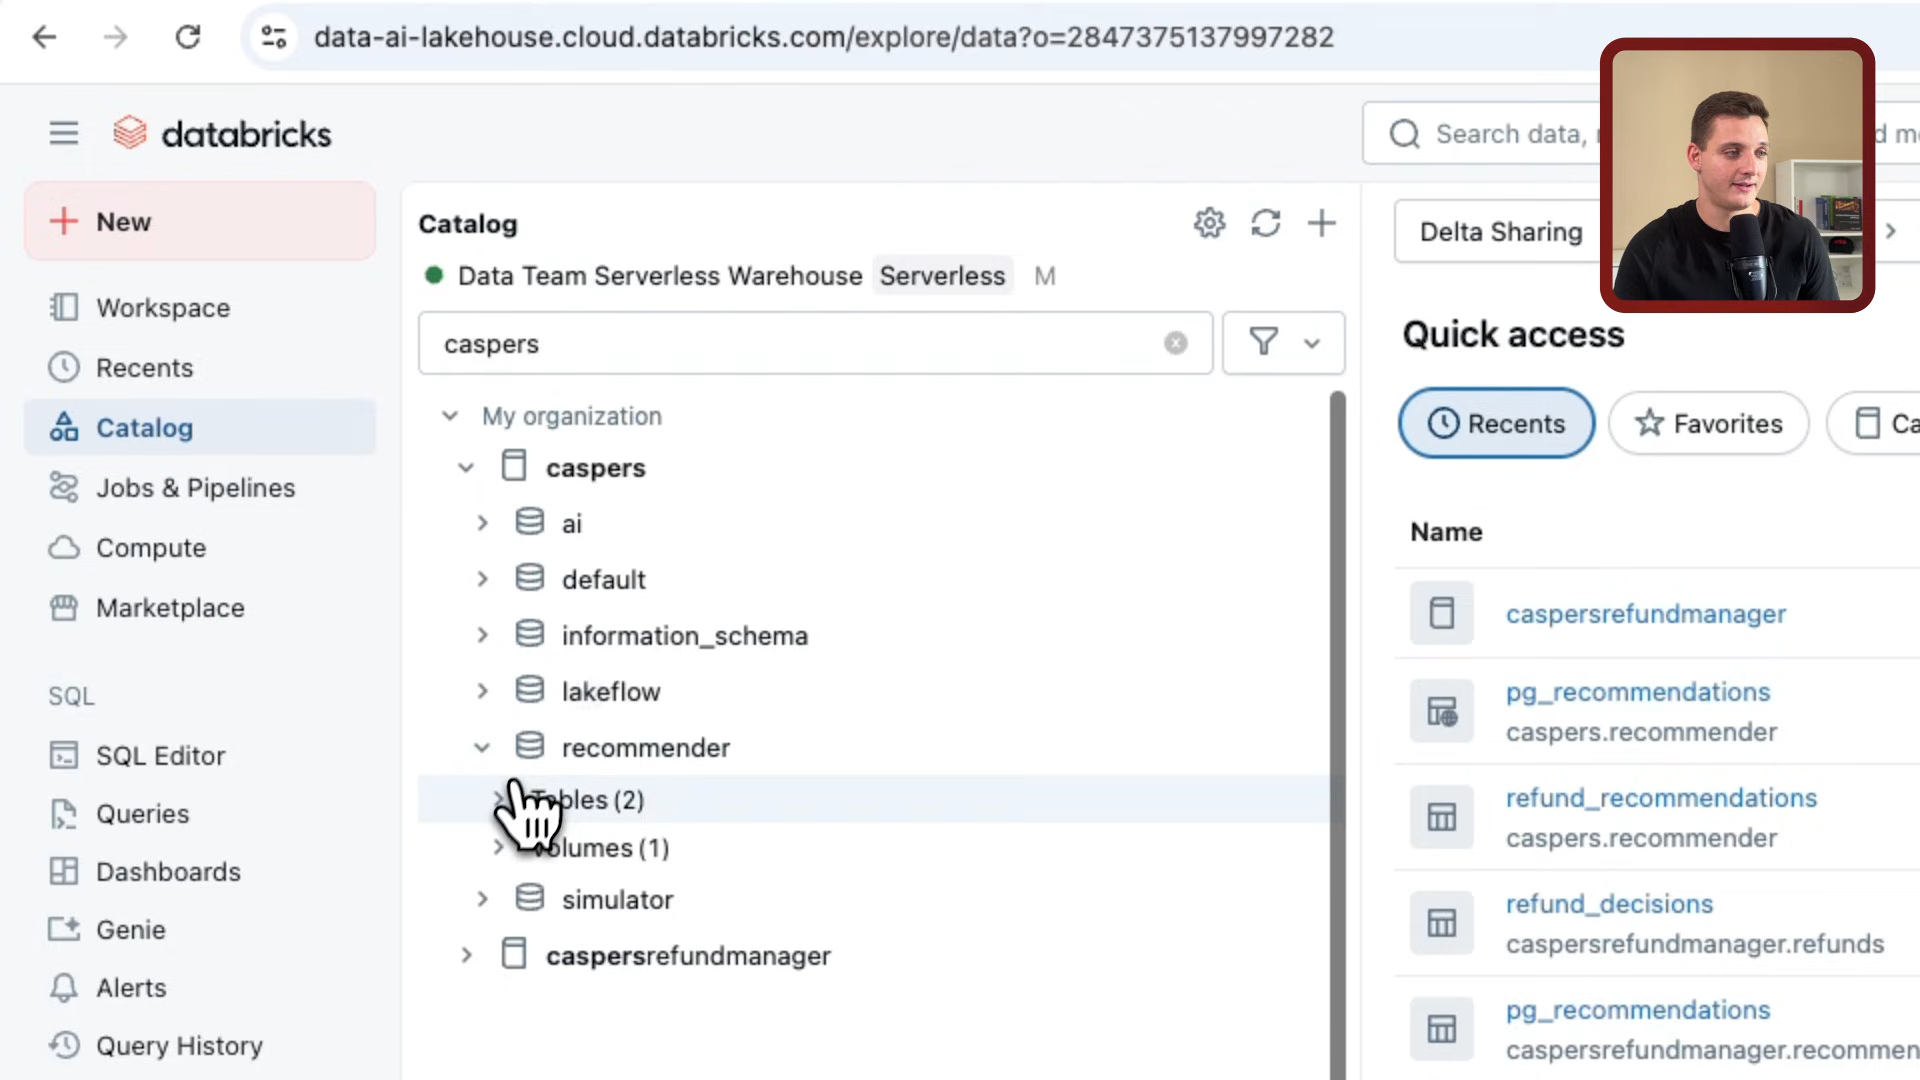 data-ai-lakehouse.cloud.databricks.com/explore/data?o=2847375137997282
databricks
Search data,
d m
New
Workspace
Recents
Catalog
Jobs & Pipelines
Compute
Marketplace
SQL
SQL Editor
Queries
Dashboards
Genie
Alerts
Query History
Catalog
Data Team Serverless Warehouse Serverless M
caspers
My organization
caspers
ai
default
information_schema
lakeflow
recommender
Tables (2)
Volumes (1)
simulator
caspersrefundmanager
Delta Sharing
Quick access
Recents
Favorites
Ca
Name
caspersrefundmanager
pg_recommendations
caspers.recommender
refund_recommendations
caspers.recommender
refund_decisions
caspersrefundmanager.refunds
pg_recommendations
caspersrefundmanager.recommen